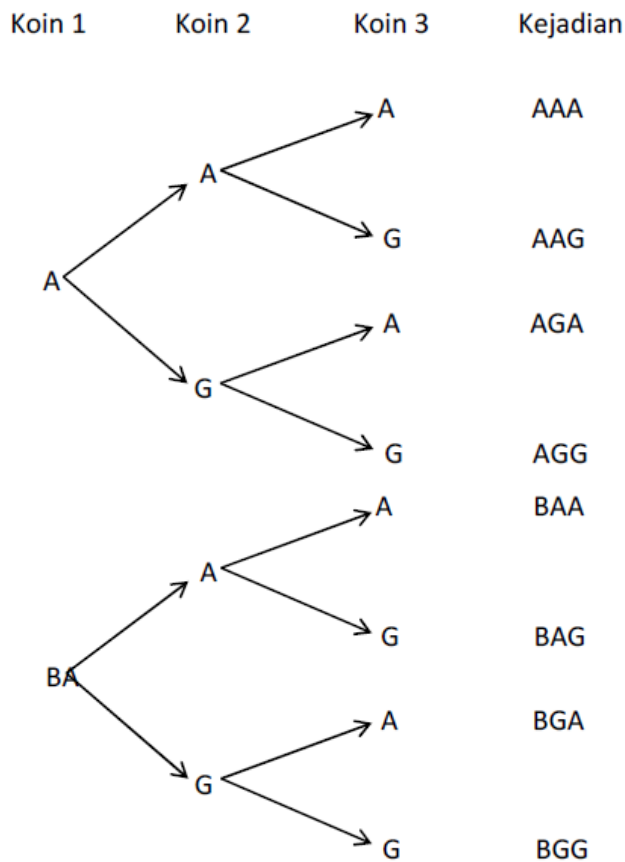 Koin 1 Koin 2 Koin 3 Kejadian
A AAA
A
G AAG
A
A AGA
G
G AGG
A BAA
A
G BAG
BA
A BGA
G
G BGG